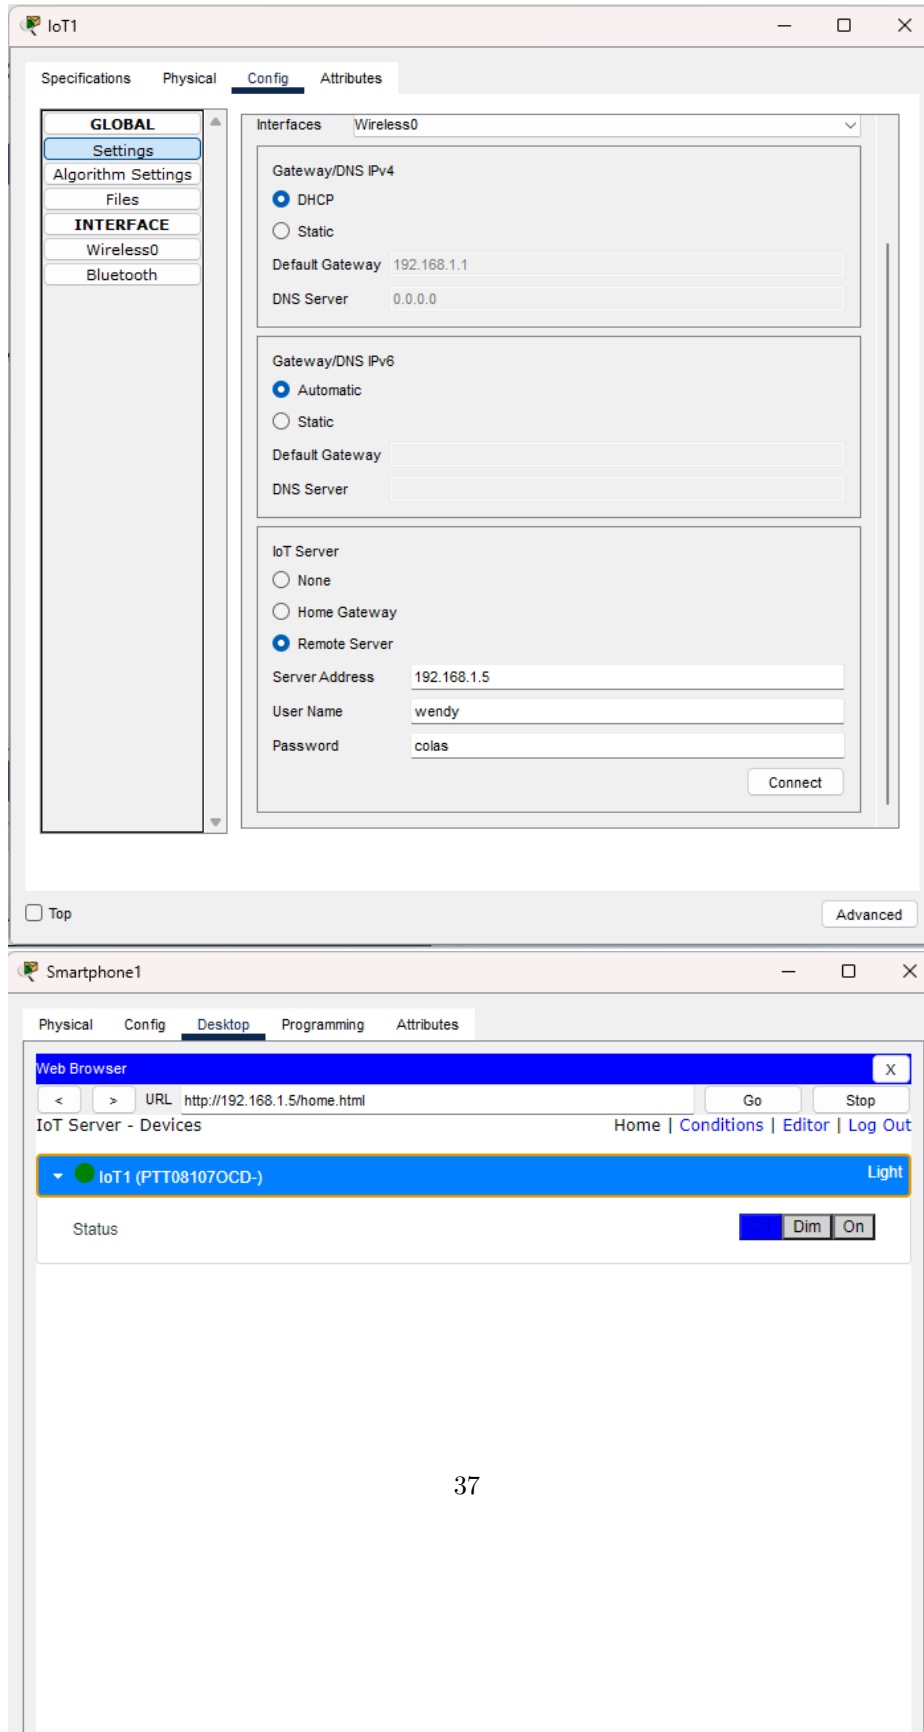 IoT1
Specifications Physical Config Attributes
GLOBAL
Settings
Algorithm Settings
Files
INTERFACE
Wireless0
Bluetooth
Interfaces Wireless0
Gateway/DNS IPv4
DHCP
Static
Default Gateway 192.168.1.1
DNS Server 0.0.0.0
Gateway/DNS IPv6
Automatic
Static
Default Gateway
DNS Server
IoT Server
None
Home Gateway
Remote Server
Server Address 192.168.1.5
User Name wendy
Password colas
Connect
Top
Advanced
Smartphone1
Physical Config Desktop Programming Attributes
Web Browser X
< > URL http://192.168.1.5/home.html Go Stop
IoT Server - Devices Home | Conditions | Editor | Log Out
IoT1 (PTT08107OCD-) Light
Status Off Dim On
37